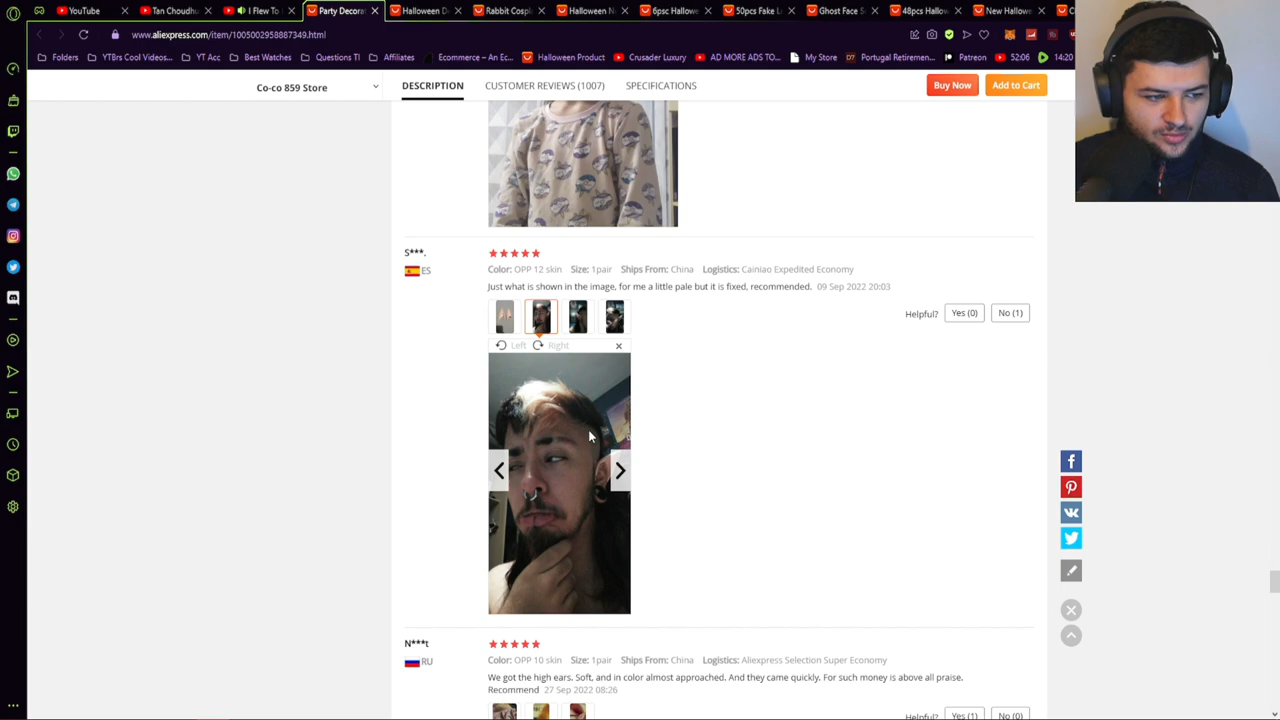 YouTube
Tan Choudhu
I Flew To
Party Decorat
Halloween D
Rabbit Cospl
Halloween N
6psc Hallowe
50pcs Fake L
Ghost Face S
48pcs Hallow
New Hallowe
www.aliexpress.com/item/1005002958887349.html
Folders
YTBrs Cool Videos...
YT Acc
Best Watches
Questions TI
Affiliates
Ecommerce – An Ec...
Halloween Product
Crusader Luxury
AD MORE ADS TO...
My Store
Portugal Retiremen...
Patreon
52:06
14:20
Co-co 859 Store
DESCRIPTION
CUSTOMER REVIEWS (1007)
SPECIFICATIONS
Buy Now
Add to Cart
S***.
ES
Color: OPP 12 skin Size: 1pair Ships From: China Logistics: Cainiao Expedited Economy
Just what is shown in the image, for me a little pale but it is fixed, recommended. 09 Sep 2022 20:03
Helpful? Yes (0) No (1)
Left Right
N***t
RU
Color: OPP 10 skin Size: 1pair Ships From: China Logistics: Aliexpress Selection Super Economy
We got the high ears. Soft, and in color almost approached. And they came quickly. For such money is above all praise,
Recommend 27 Sep 2022 08:26
Helpful? Yes (1) No (0)